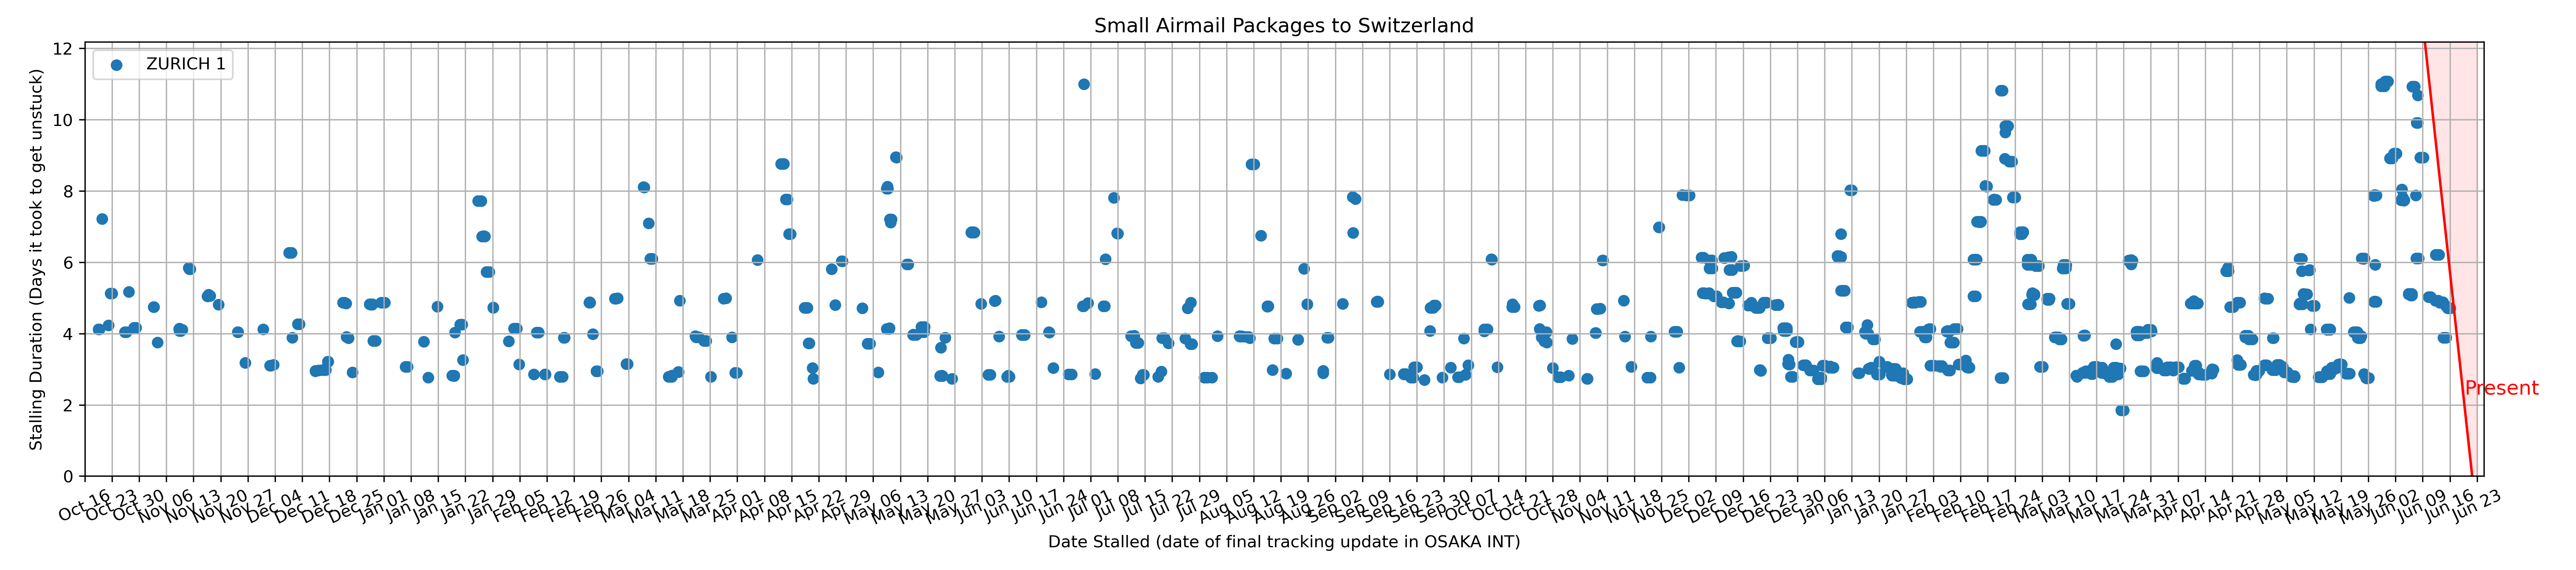 Small Airmail Packages to Switzerland
ZURICH 1
Stalling Duration (Days it took to get unstuck)
12
10
8
6
4
2
0
Present
Oct 16
Oct 23
Oct 30
Nov 06
Nov 13
Nov 20
Nov 27
Dec 04
Dec 11
Dec 18
Dec 25
Jan 01
Jan 08
Jan 15
Jan 22
Jan 29
Feb 05
Feb 12
Feb 19
Feb 26
Mar 04
Mar 11
Mar 18
Mar 25
Apr 01
Apr 08
Apr 15
Apr 22
Apr 29
May 06
May 13
May 20
May 27
Jun 03
Jun 10
Jun 17
Jun 24
Jul 01
Jul 08
Jul 15
Jul 22
Jul 29
Aug 05
Aug 12
Aug 19
Aug 26
Sep 02
Sep 09
Sep 16
Sep 23
Sep 30
Oct 07
Oct 14
Oct 21
Oct 28
Nov 04
Nov 11
Nov 18
Nov 25
Dec 02
Dec 09
Dec 16
Dec 23
Dec 30
Jan 06
Jan 13
Jan 20
Jan 27
Feb 03
Feb 10
Feb 17
Feb 24
Mar 03
Mar 10
Mar 17
Mar 24
Mar 31
Apr 07
Apr 14
Apr 21
Apr 28
May 05
May 12
May 19
May 26
Jun 02
Jun 09
Jun 16
Jun 23
Date Stalled (date of final tracking update in OSAKA INT)